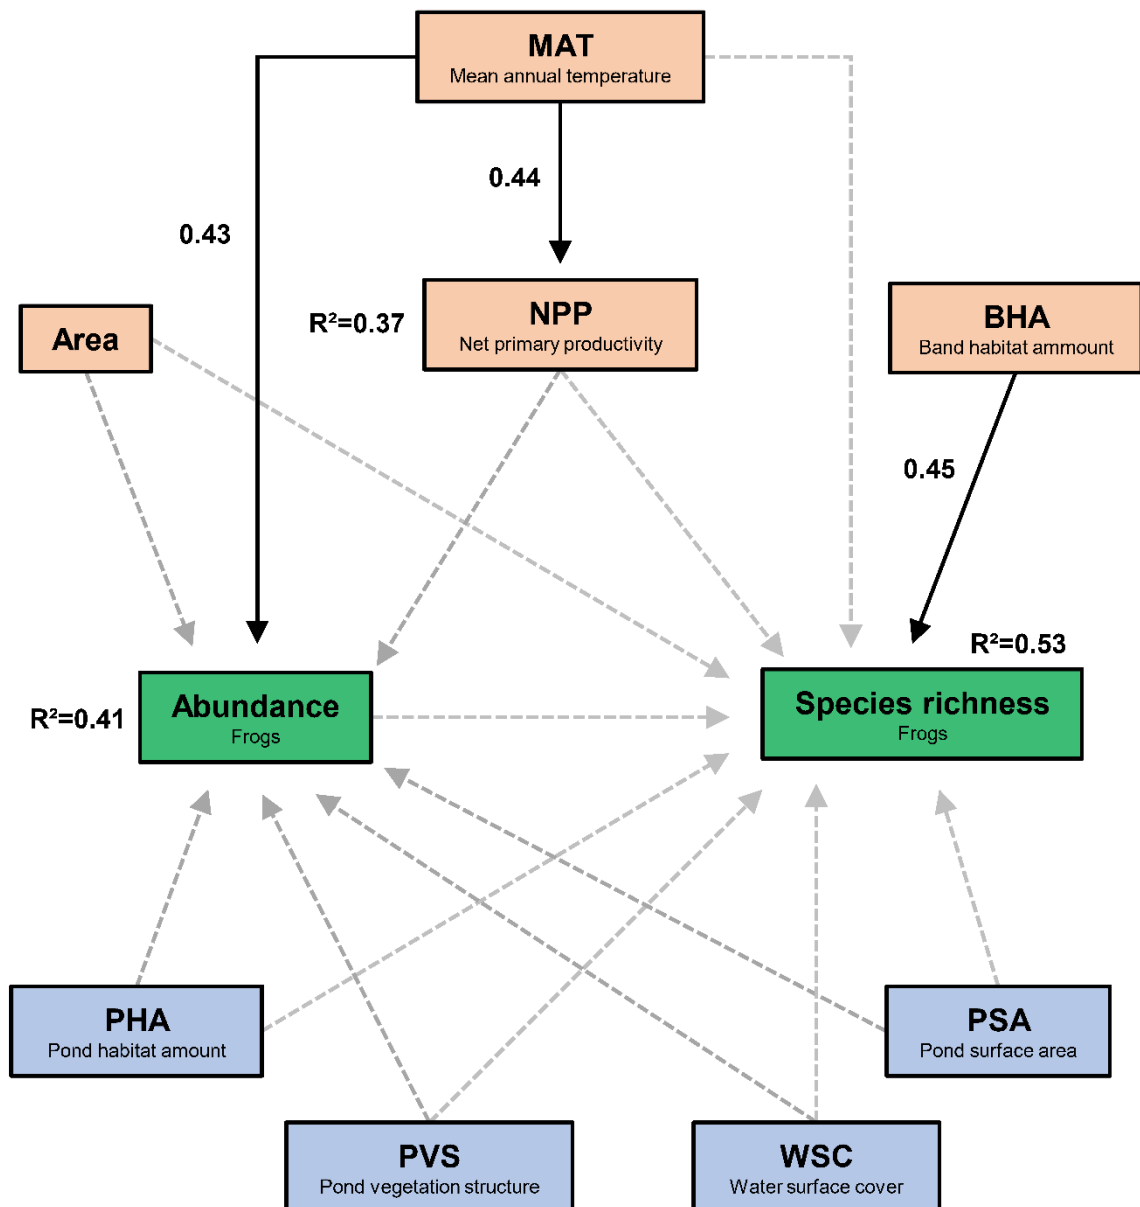 MAT
Mean annual temperature
0.44
0.43
R²=0.37
NPP
Net primary productivity
BHA
Band habitat ammount
Area
0.45
R²=0.53
R²=0.41
Abundance
Frogs
Species richness
Frogs
PHA
Pond habitat amount
PSA
Pond surface area
PVS
Pond vegetation structure
WSC
Water surface cover